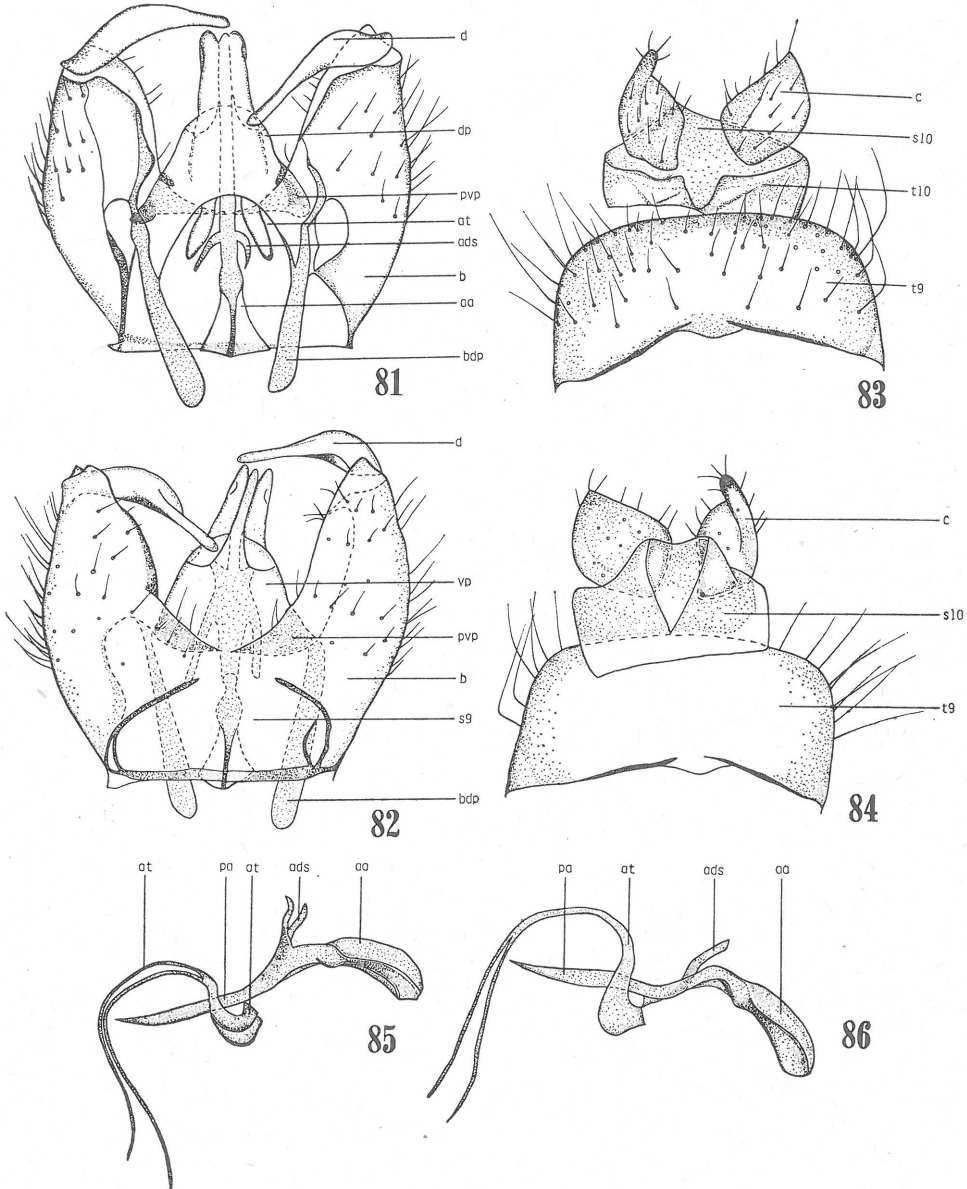 d
dp
pvp
at
ads
b
aa
bdp
81
c
s10
t10
t9
83
d
vp
pvp
b
s9
bdp
82
c
s10
t9
84
at pa at ads aa
85
pa at ads aa
86